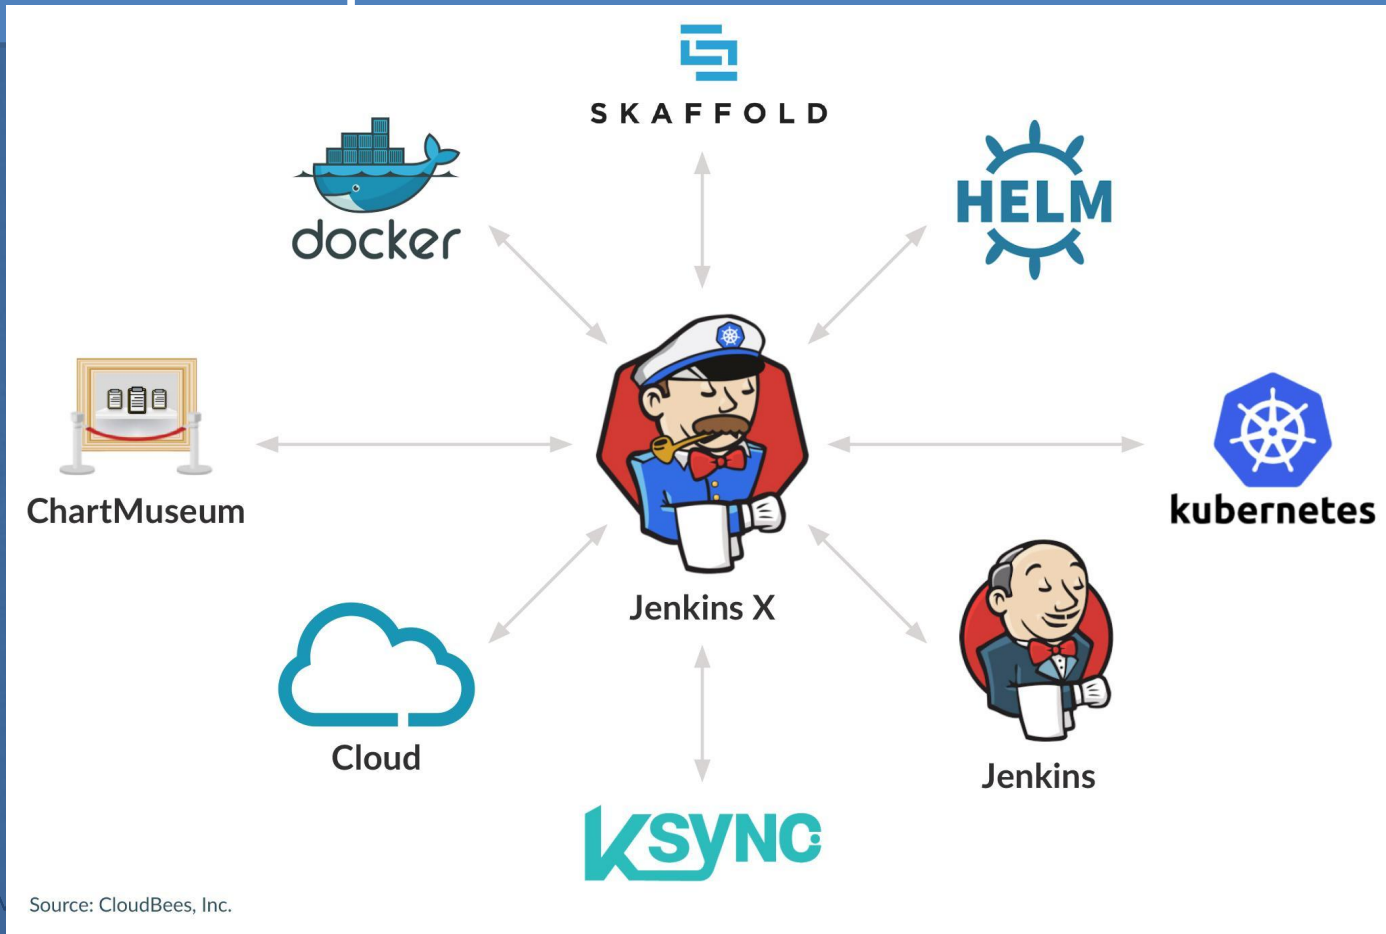 SKAFFOLD
docker
HELM
ChartMuseum
kubernetes
Jenkins X
Cloud
Jenkins
ksync
Source: CloudBees, Inc.